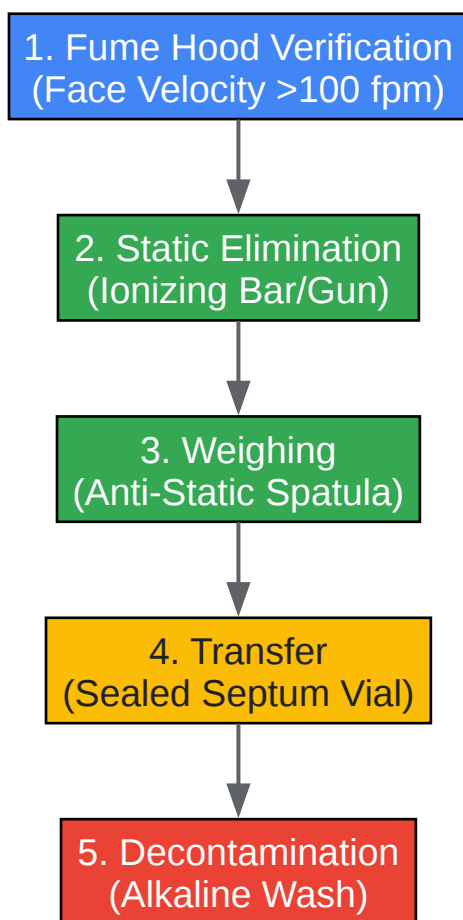 1. Fume Hood Verification
(Face Velocity >100 fpm)
2. Static Elimination
(Ionizing Bar/Gun)
3. Weighing
(Anti-Static Spatula)
4. Transfer
(Sealed Septum Vial)
5. Decontamination
(Alkaline Wash)